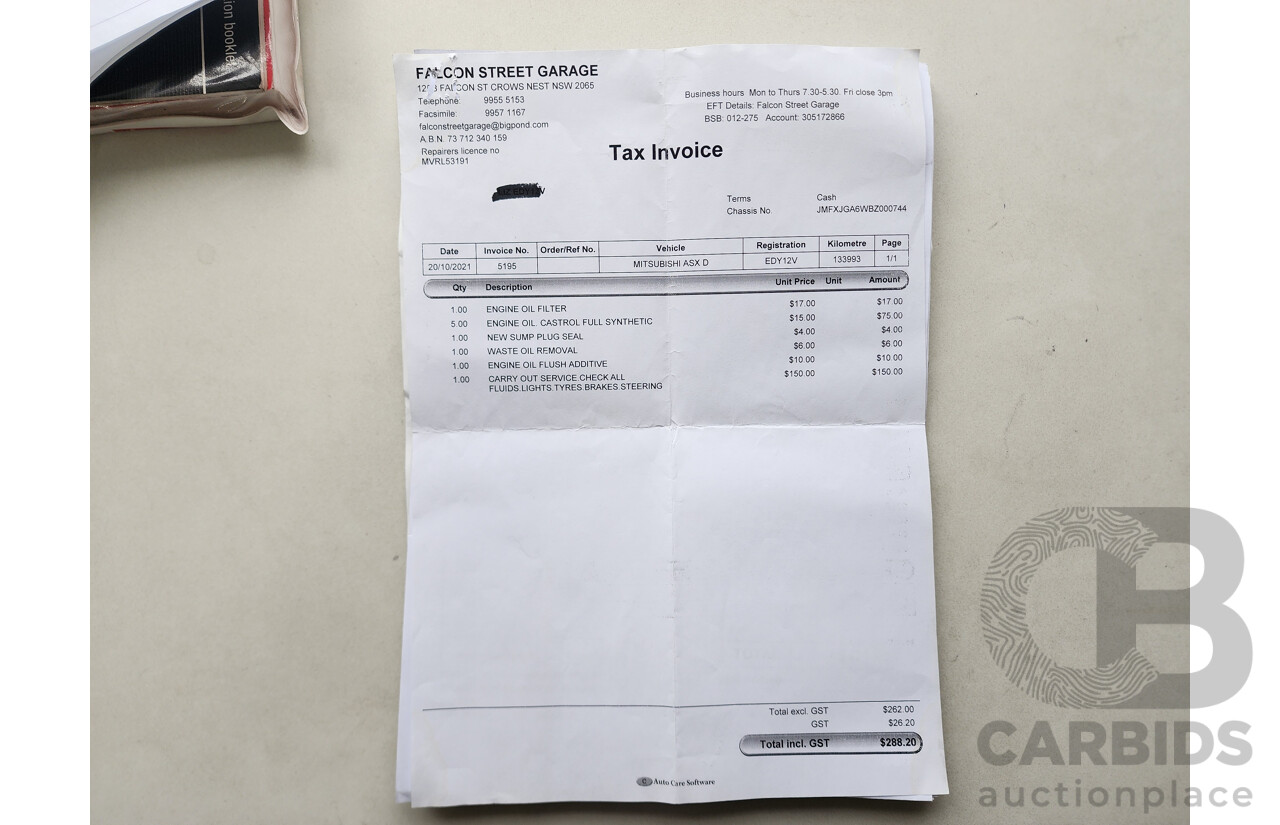 ion booklet
FALCON STREET GARAGE
FALCON ST CROWS NEST NSW 2065
Telephone: 9955 5153
Facsimile: 9957 1167
falconstreetgarage@bigpond.com
A.B.N. 73 712 340 159
Repairers licence no
MVRL53191
Business hours Mon to Thurs 7.30-5.30. Fri close 3pm
EFT Details: Falcon Street Garage
BSB: 012-275 Account: 305172866
Tax Invoice
Terms Cash
Chassis No. JMFXJGA6WBZ000744
Date Invoice No. Order/Ref No. Vehicle Registration Kilometre Page
20/10/2021 5195 MITSUBISHI ASX D EDY12V 133993 1/1
Qty Description Unit Price Unit Amount
1.00 ENGINE OIL FILTER $17.00 $17.00
5.00 ENGINE OIL. CASTROL FULL SYNTHETIC $15.00 $75.00
1.00 NEW SUMP PLUG SEAL $4.00 $4.00
1.00 WASTE OIL REMOVAL $6.00 $6.00
1.00 ENGINE OIL FLUSH ADDITIVE $10.00 $10.00
1.00 CARRY OUT SERVICE.CHECK ALL $150.00 $150.00
FLUIDS.LIGHTS.TYRES.BRAKES.STEERING
Total excl. GST $262.00
GST $26.20
Total incl. GST $288.20
Auto Care Software
CB
CARBIDS
auctionplace